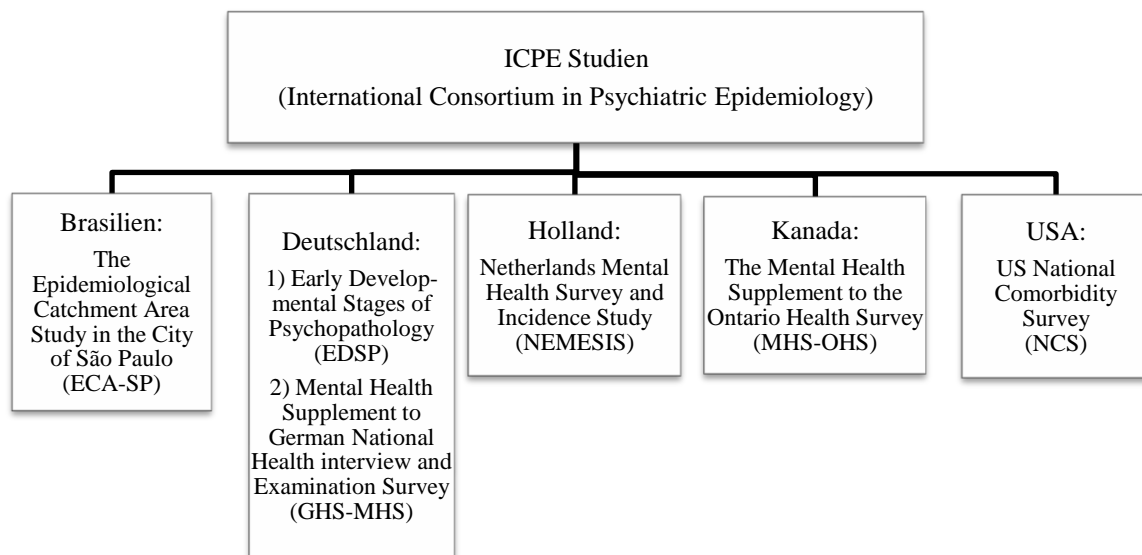 ICPE Studien
(International Consortium in Psychiatric Epidemiology)
Brasilien:
The
Epidemiological
Catchment Area
Study in the City
of São Paulo
(ECA-SP)
Deutschland:
1) Early Develop-
mental Stages of
Psychopathology
(EDSP)
2) Mental Health
Supplement to
German National
Health interview and
Examination Survey
(GHS-MHS)
Holland:
Netherlands Mental
Health Survey and
Incidence Study
(NEMESIS)
Kanada:
The Mental Health
Supplement to the
Ontario Health Survey
(MHS-OHS)
USA:
US National
Comorbidity
Survey
(NCS)